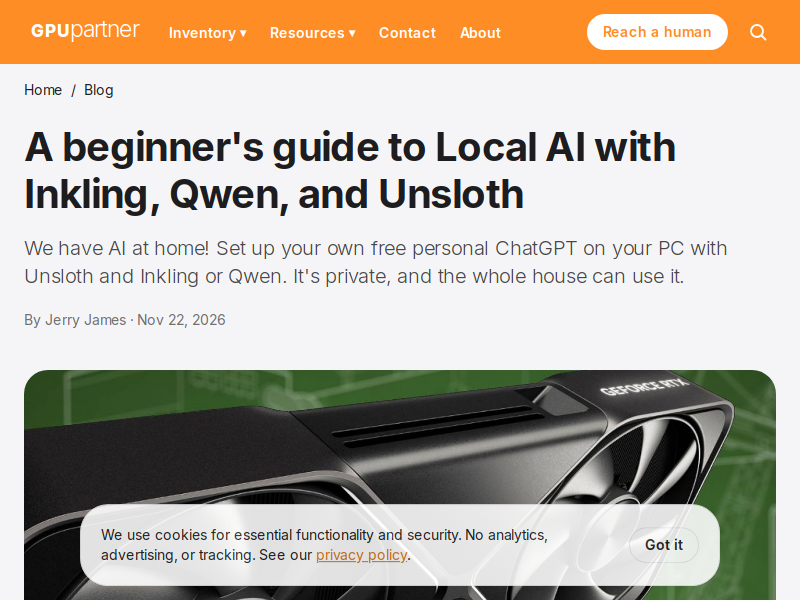 GPUpartner
Inventory ▾
Resources ▾
Contact
About
Reach a human
Home / Blog
A beginner's guide to Local AI with
Inkling, Qwen, and Unsloth
We have AI at home! Set up your own free personal ChatGPT on your PC with
Unsloth and Inkling or Qwen. It's private, and the whole house can use it.
By Jerry James · Nov 22, 2026
GEFORCE RTX
We use cookies for essential functionality and security. No analytics,
advertising, or tracking. See our privacy policy.
Got it